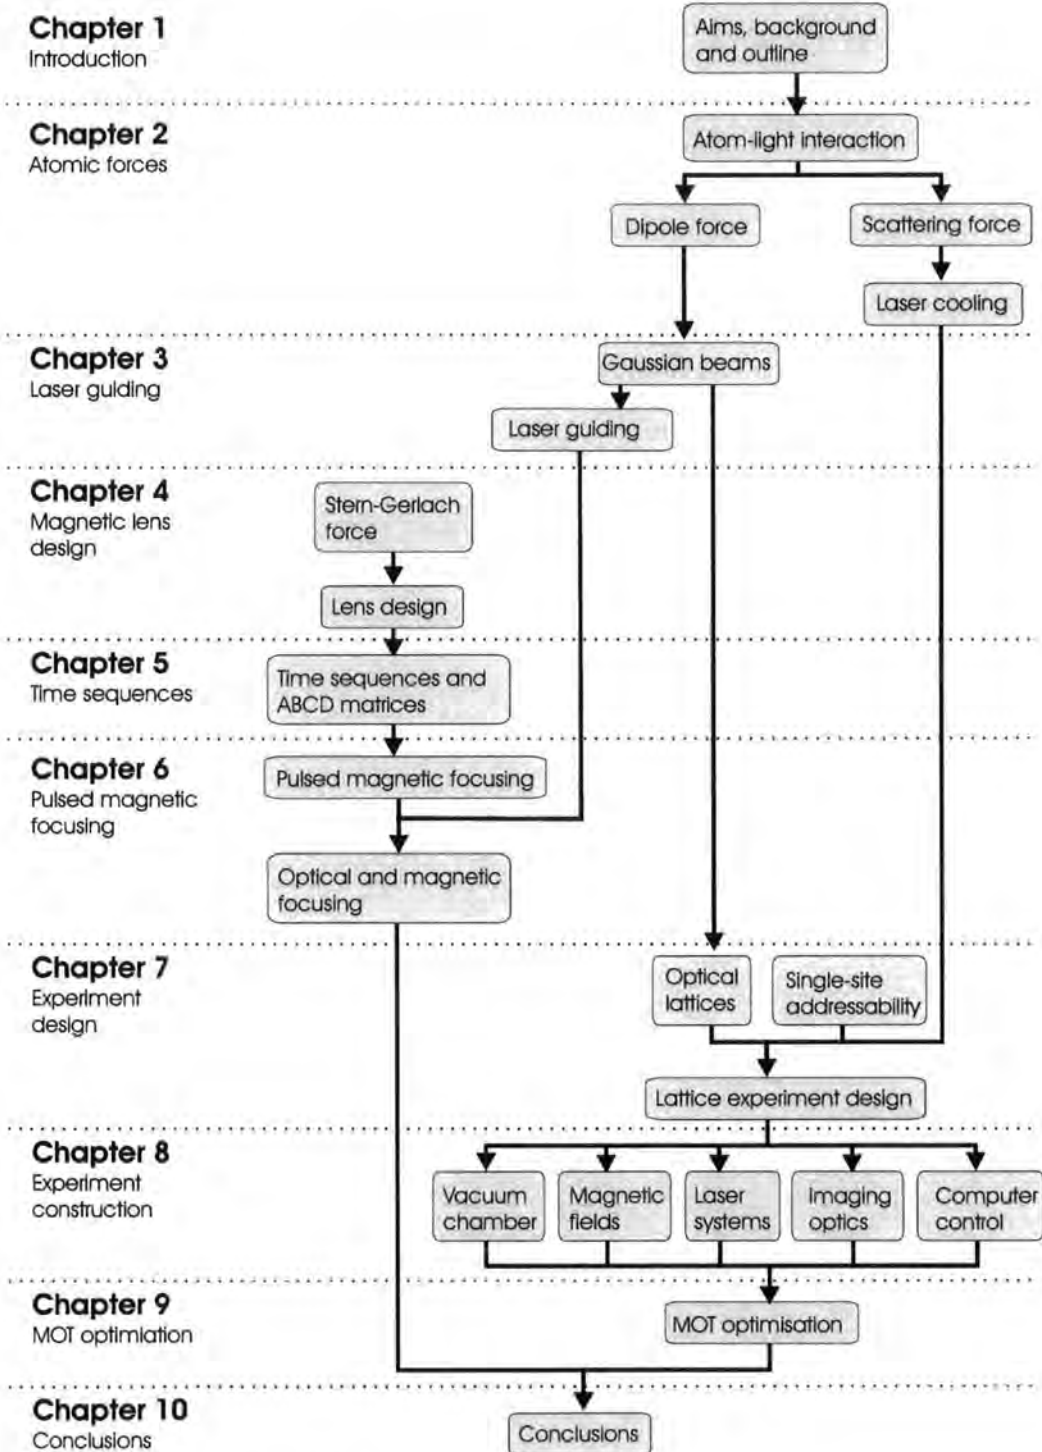 Chapter 1
Introduction
Aims, background
and outline
Chapter 2
Atomic forces
Atom-light interaction
Dipole force
Scattering force
Laser cooling
Chapter 3
Laser guiding
Gaussian beams
Laser guiding
Chapter 4
Magnetic lens
design
Stern-Gerlach
force
Lens design
Chapter 5
Time sequences
Time sequences and
ABCD matrices
Chapter 6
Pulsed magnetic
focusing
Pulsed magnetic focusing
Optical and magnetic
focusing
Chapter 7
Experiment
design
Optical
lattices
Single-site
addressability
Lattice experiment design
Chapter 8
Experiment
construction
Vacuum
chamber
Magnetic
fields
Laser
systems
Imaging
optics
Computer
control
Chapter 9
MOT optimiation
MOT optimisation
Chapter 10
Conclusions
Conclusions